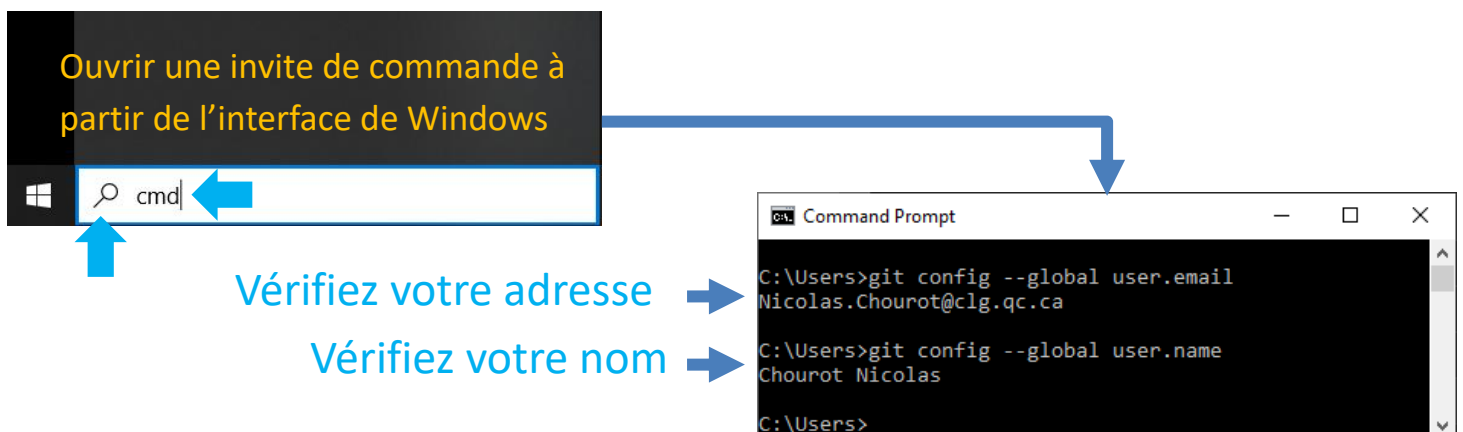 Ouvrir une invite de commande à
partir de l’interface de Windows
cmd
Command Prompt
C:\Users>git config --global user.email
Nicolas.Chourot@clg.qc.ca
Vérifiez votre adresse
C:\Users>git config --global user.name
Chourot Nicolas
Vérifiez votre nom
C:\Users>